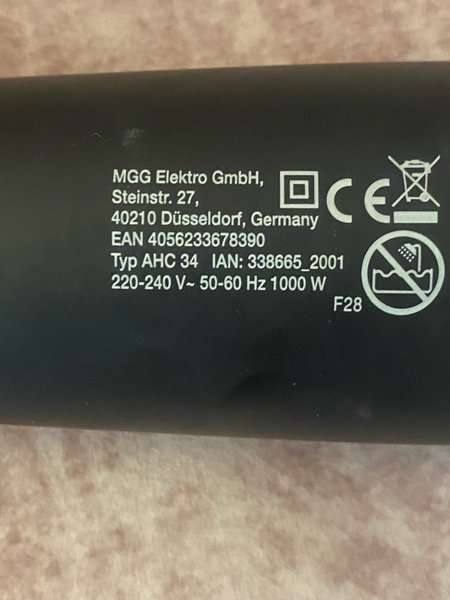 MGG Elektro GmbH,
Steinstr. 27,
40210 Düsseldorf, Germany
EAN 4056233678390
Typ AHC 34 IAN: 338665_2001
220-240 V~ 50-60 Hz 1000 W
F28
CE